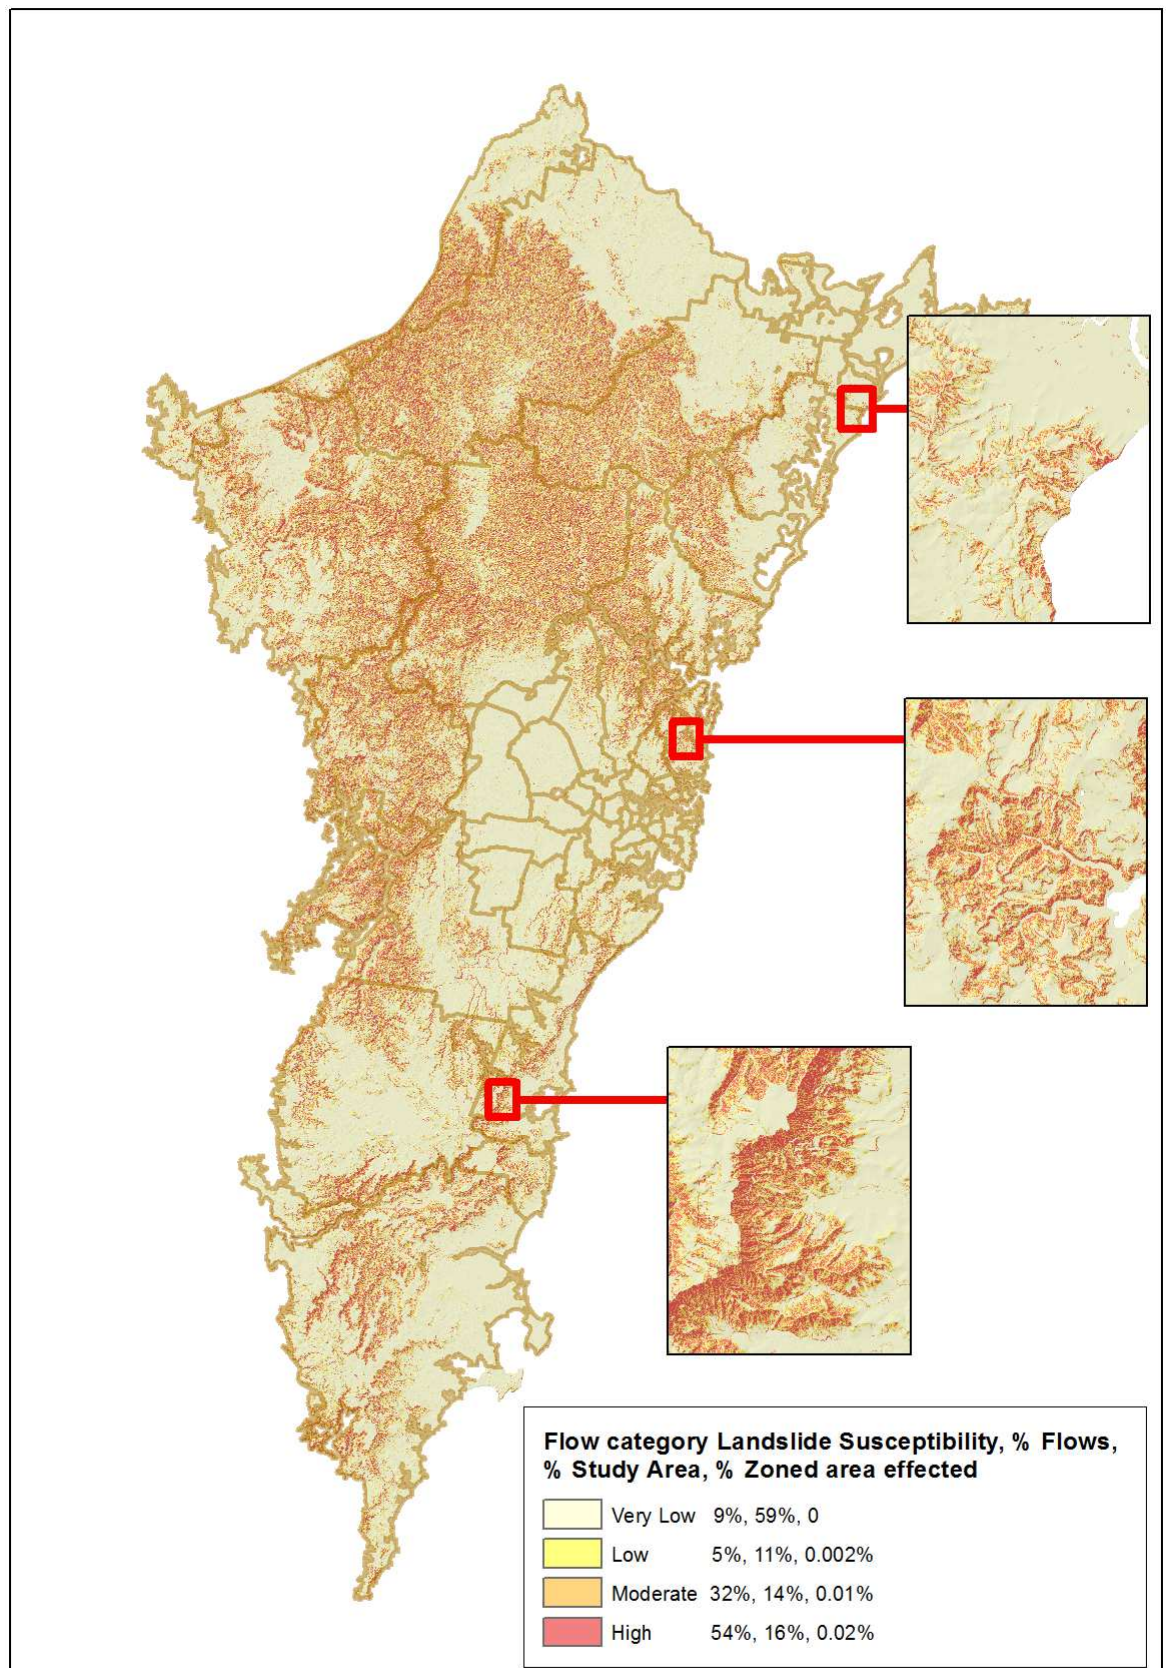 Flow category Landslide Susceptibility, % Flows,
% Study Area, % Zoned area effected
Very Low 9%, 59%, 0
Low 5%, 11%, 0.002%
Moderate 32%, 14%, 0.01%
High 54%, 16%, 0.02%